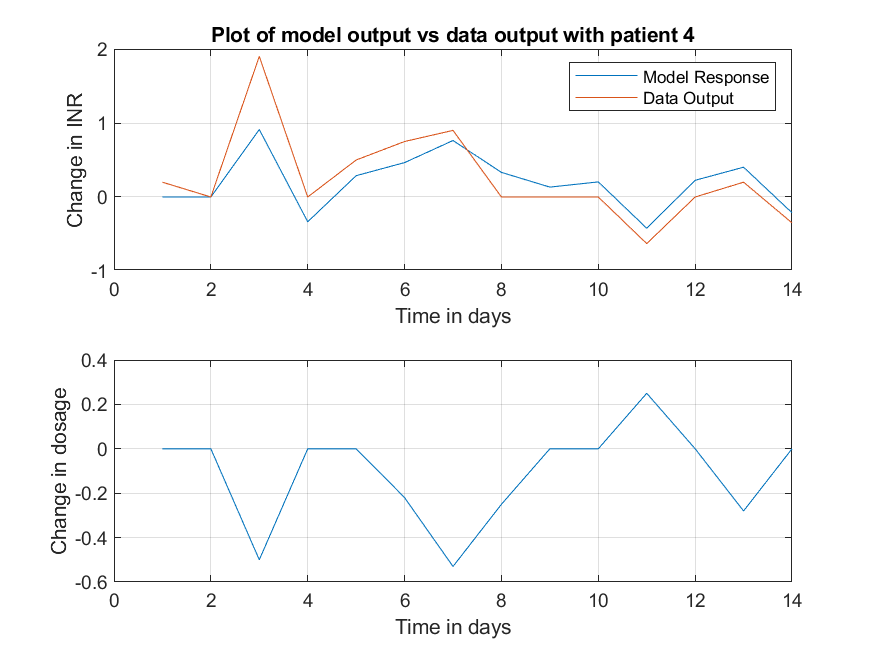 Plot of model output vs data output with patient 4
2
1
0
-1
Change in INR
Model Response
Data Output
0 2 4 6 8 10 12 14
Time in days
0.4
0.2
0
-0.2
-0.4
-0.6
Change in dosage
0 2 4 6 8 10 12 14
Time in days